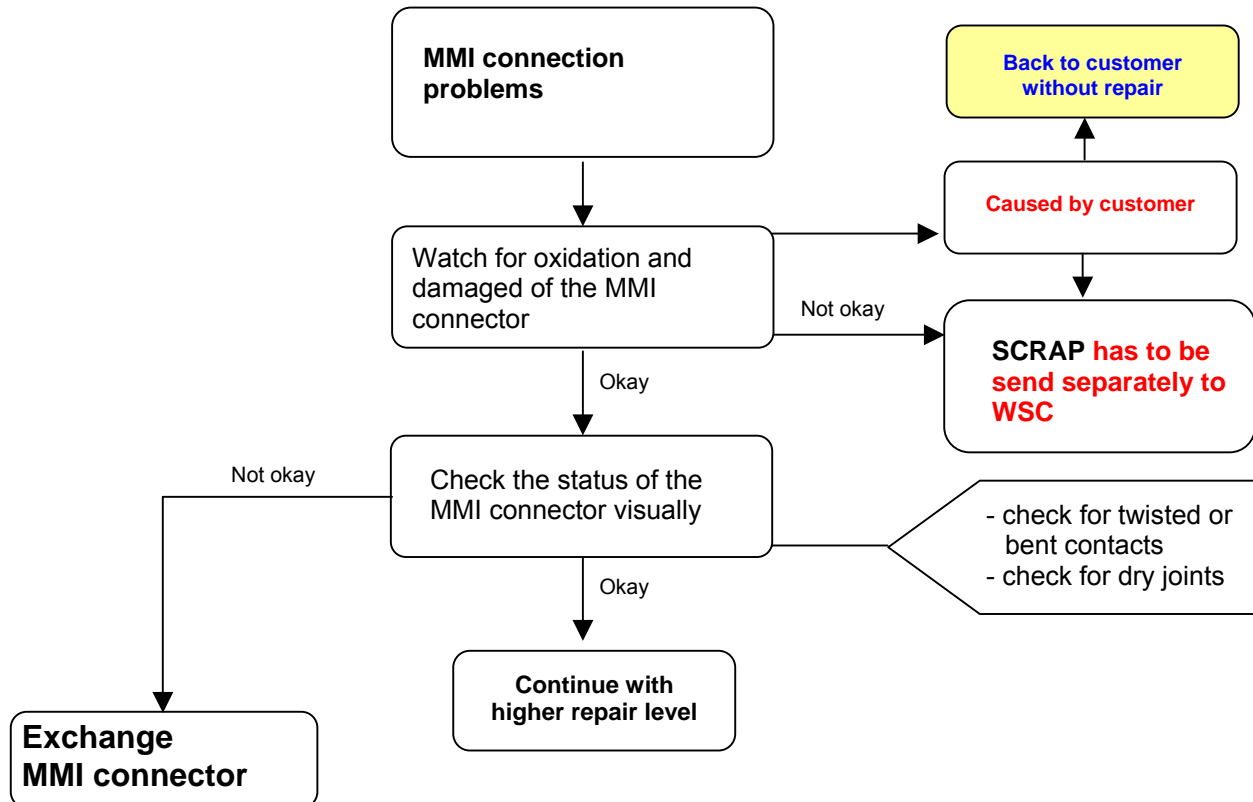 MMI connection
problems
Back to customer
without repair
Caused by customer
Watch for oxidation and
damaged of the MMI
connector
Not okay
SCRAP has to be
send separately to
WSC
Okay
Not okay
Check the status of the
MMI connector visually
- check for twisted or
bent contacts
- check for dry joints
Okay
Continue with
higher repair level
Exchange
MMI connector